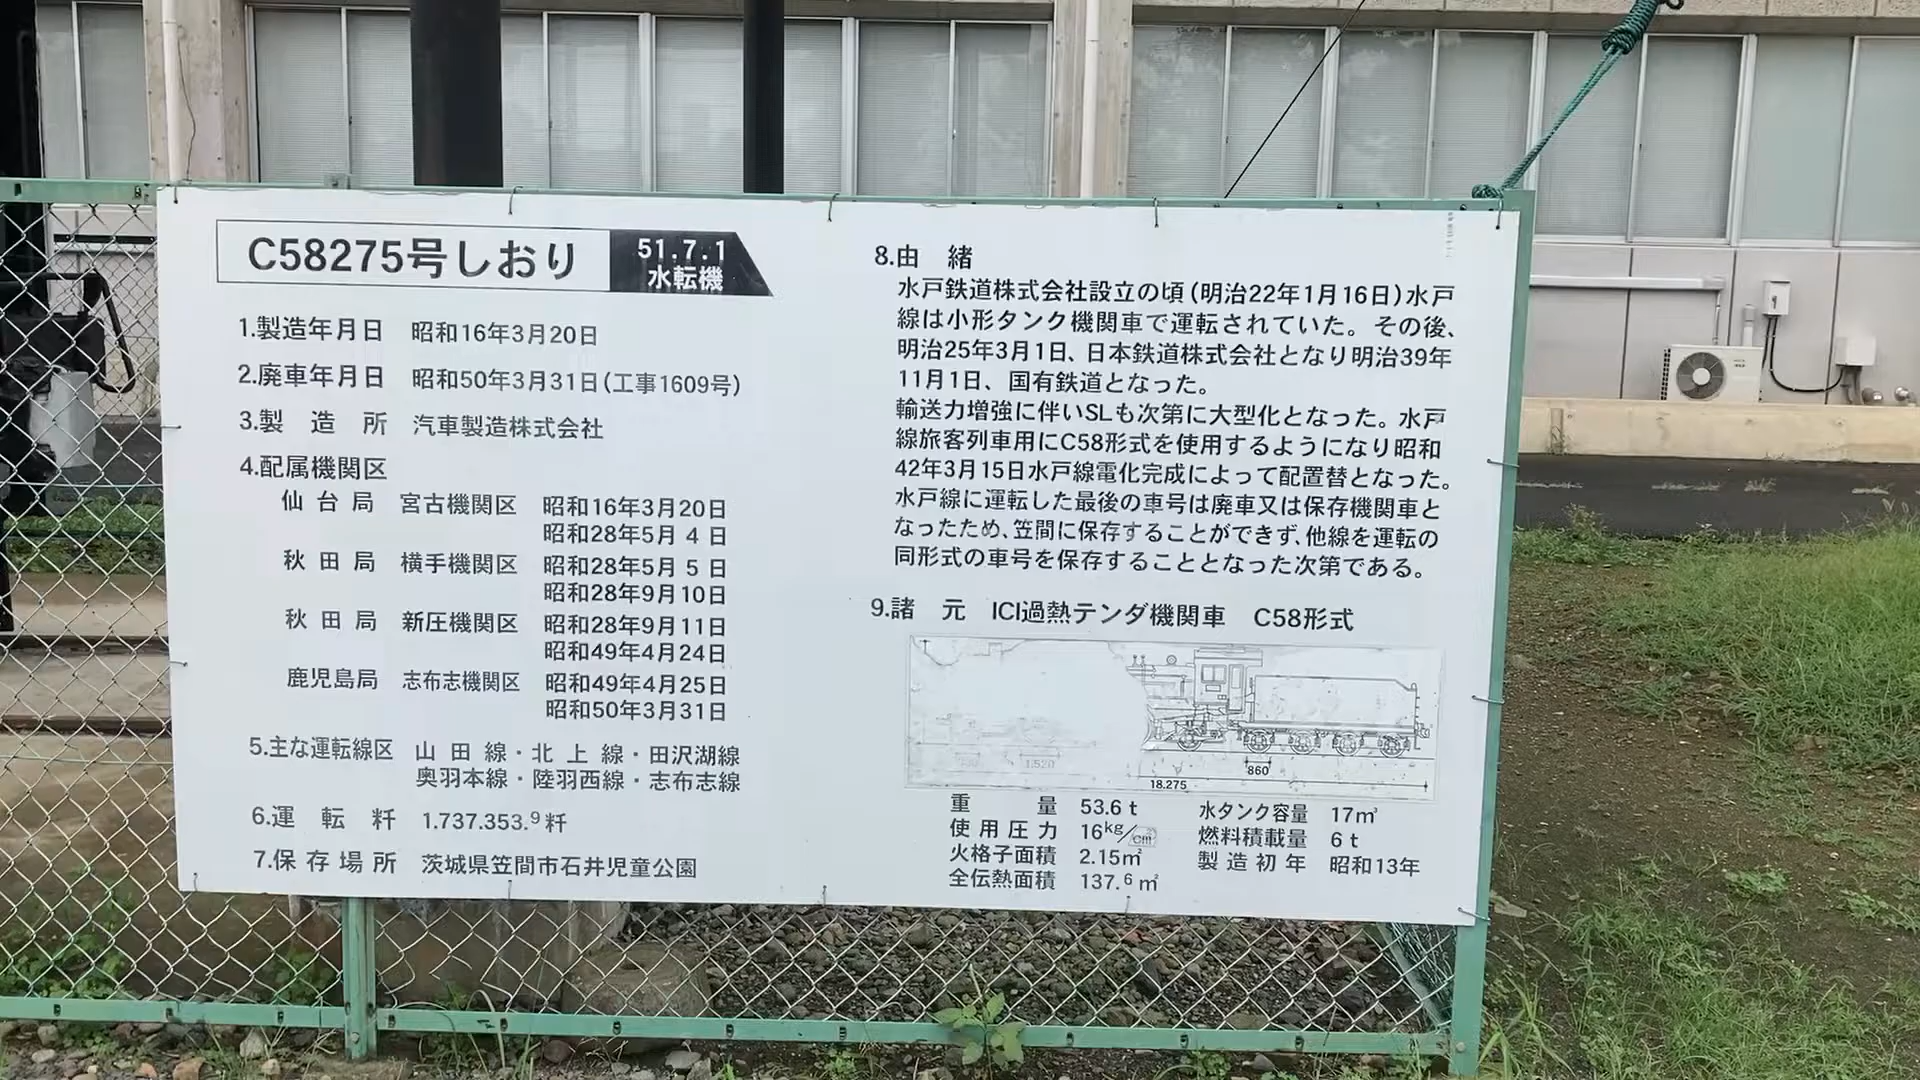 C58275号しおり
51.7.1
水転機
1.製造年月日 昭和16年3月20日
2.廃車年月日 昭和50年3月31日(工事1609号)
3.製造所 汽車製造株式会社
4.配属機関区
仙台局 宮古機関区 昭和16年3月20日
昭和28年5月4日
秋田局 横手機関区 昭和28年5月5日
昭和28年9月10日
秋田局 新圧機関区 昭和28年9月11日
昭和49年4月24日
鹿児島局 志布志機関区 昭和49年4月25日
昭和50年3月31日
5.主な運転線区 山田線・北上線・田沢湖線
奥羽本線・陸羽西線・志布志線
6.運転粁 1.737.353.9粁
7.保存場所 茨城県笠間市石井児童公園
8.由緒
水戸鉄道株式会社設立の頃(明治22年1月16日)水戸
線は小形タンク機関車で運転されていた。その後、
明治25年3月1日、日本鉄道株式会社となり明治39年
11月1日、国有鉄道となった。
輸送力増強に伴いSLも次第に大型化となった。水戸
線旅客列車用にC58形式を使用するようになり昭和
42年3月15日水戸線電化完成によって配置替となった。
水戸線に運転した最後の車号は廃車又は保存機関車と
なったため、笠間に保存することができず、他線を運転の
同形式の車号を保存することとなった次第である。
9.諸元 ICI過熱テンダ機関車 C58形式
1.520
860
18.275
重量 53.6t
使用圧力 16kg/cm²
火格子面積 2.15㎡
全伝熱面積 137.6㎡
水タンク容量 17㎥
燃料積載量 6t
製造初年 昭和13年